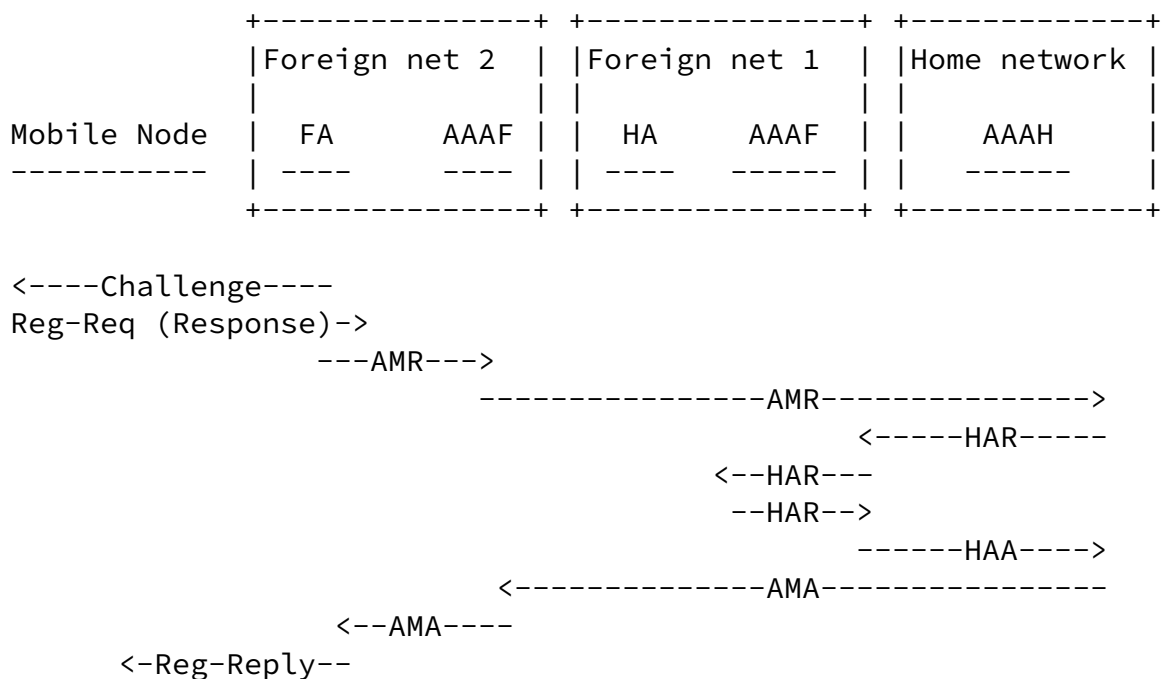 Foreign net 2 Foreign net 1 Home network
Mobile Node FA AAAF HA AAAF AAAH
<----Challenge----
Reg-Req (Response)->
---AMR--->
---------------AMR--------------->
<-----HAR-----
<--HAR---
--HAR-->
------HAA---->
<--------------AMA----------------
<--AMA----
<-Reg-Reply--